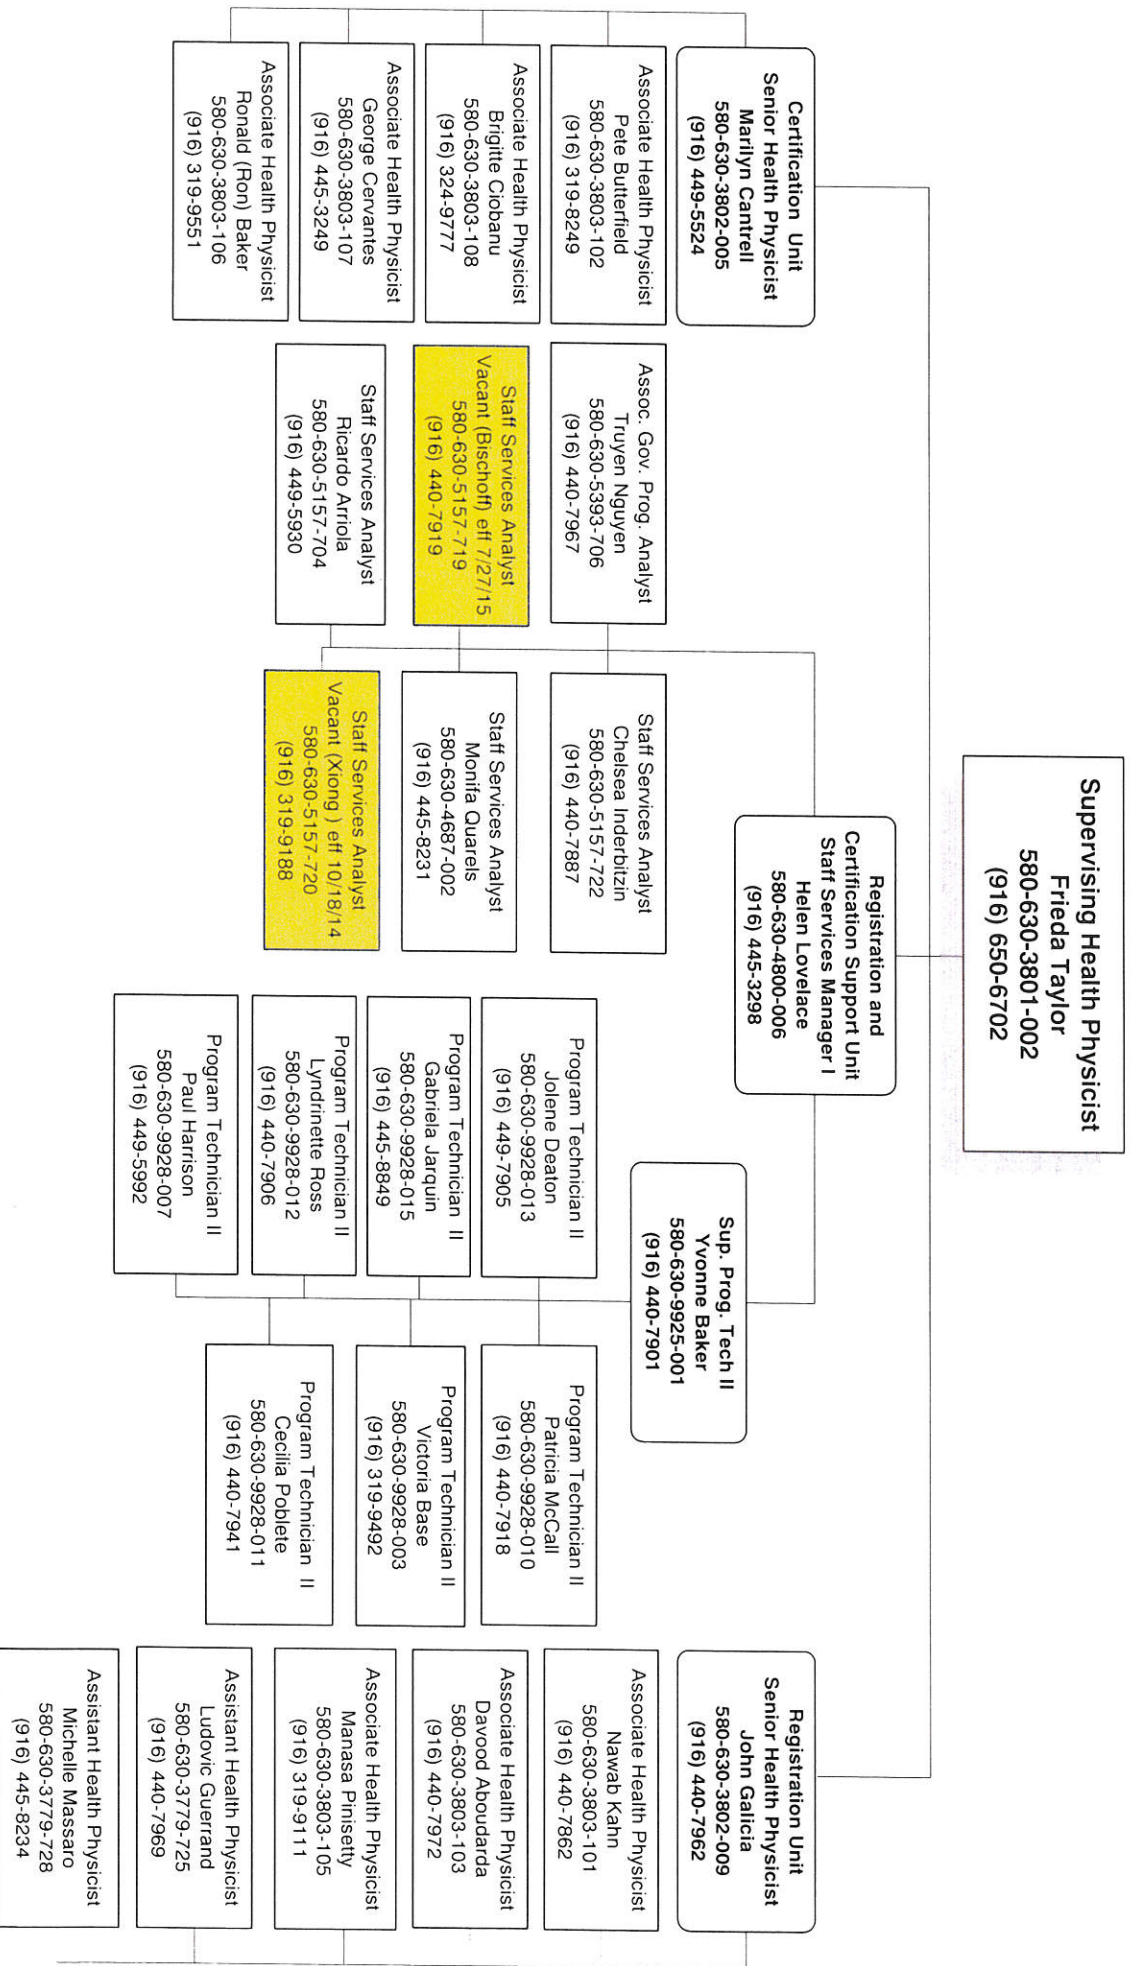 Supervising Health Physicist
Frieda Taylor
580-630-3801-002
(916) 650-6702
Certification Unit
Senior Health Physicist
Marilyn Cantrell
580-630-3802-005
(916) 449-5524
Associate Health Physicist
Pete Butterfield
580-630-3803-102
(916) 319-8249
Associate Health Physicist
Brigitte Ciobanu
580-630-3803-108
(916) 324-9777
Associate Health Physicist
George Cervantes
580-630-3803-107
(916) 445-3249
Associate Health Physicist
Ronald (Ron) Baker
580-630-3803-106
(916) 319-9551
Registration and
Certification Support Unit
Staff Services Manager I
Helen Lovelace
580-630-4800-006
(916) 445-3298
Assoc. Gov. Prog. Analyst
Truyen Nguyen
580-630-5393-706
(916) 440-7967
Staff Services Analyst
Vacant (Bischoff) eff 7/27/15
580-630-5157-719
(916) 440-7919
Staff Services Analyst
Ricardo Arriola
580-630-5157-704
(916) 449-5930
Staff Services Analyst
Chelsea Inderbitzin
580-630-5157-722
(916) 440-7887
Staff Services Analyst
Monifa Quarels
580-630-4687-002
(916) 445-8231
Staff Services Analyst
Vacant (Xiong ) eff 10/18/14
580-630-5157-720
(916) 319-9188
Sup. Prog. Tech II
Yvonne Baker
580-630-9925-001
(916) 440-7901
Program Technician II
Jolene Deaton
580-630-9928-013
(916) 449-7905
Program Technician II
Gabriela Jarquin
580-630-9928-015
(916) 445-8849
Program Technician II
Lyndrinette Ross
580-630-9928-012
(916) 440-7906
Program Technician II
Paul Harrison
580-630-9928-007
(916) 449-5992
Program Technician II
Patricia McCall
580-630-9928-010
(916) 440-7918
Program Technician II
Victoria Base
580-630-9928-003
(916) 319-9492
Program Technician II
Cecilia Poblete
580-630-9928-011
(916) 440-7941
Registration Unit
Senior Health Physicist
John Galicia
580-630-3802-009
(916) 440-7962
Associate Health Physicist
Nawab Kahn
580-630-3803-101
(916) 440-7862
Associate Health Physicist
Davood Aboudarda
580-630-3803-103
(916) 440-7972
Associate Health Physicist
Manasa Pinisetty
580-630-3803-105
(916) 319-9111
Assistant Health Physicist
Ludovic Guerrand
580-630-3779-725
(916) 440-7969
Assistant Health Physicist
Michelle Massaro
580-630-3779-728
(916) 445-8234